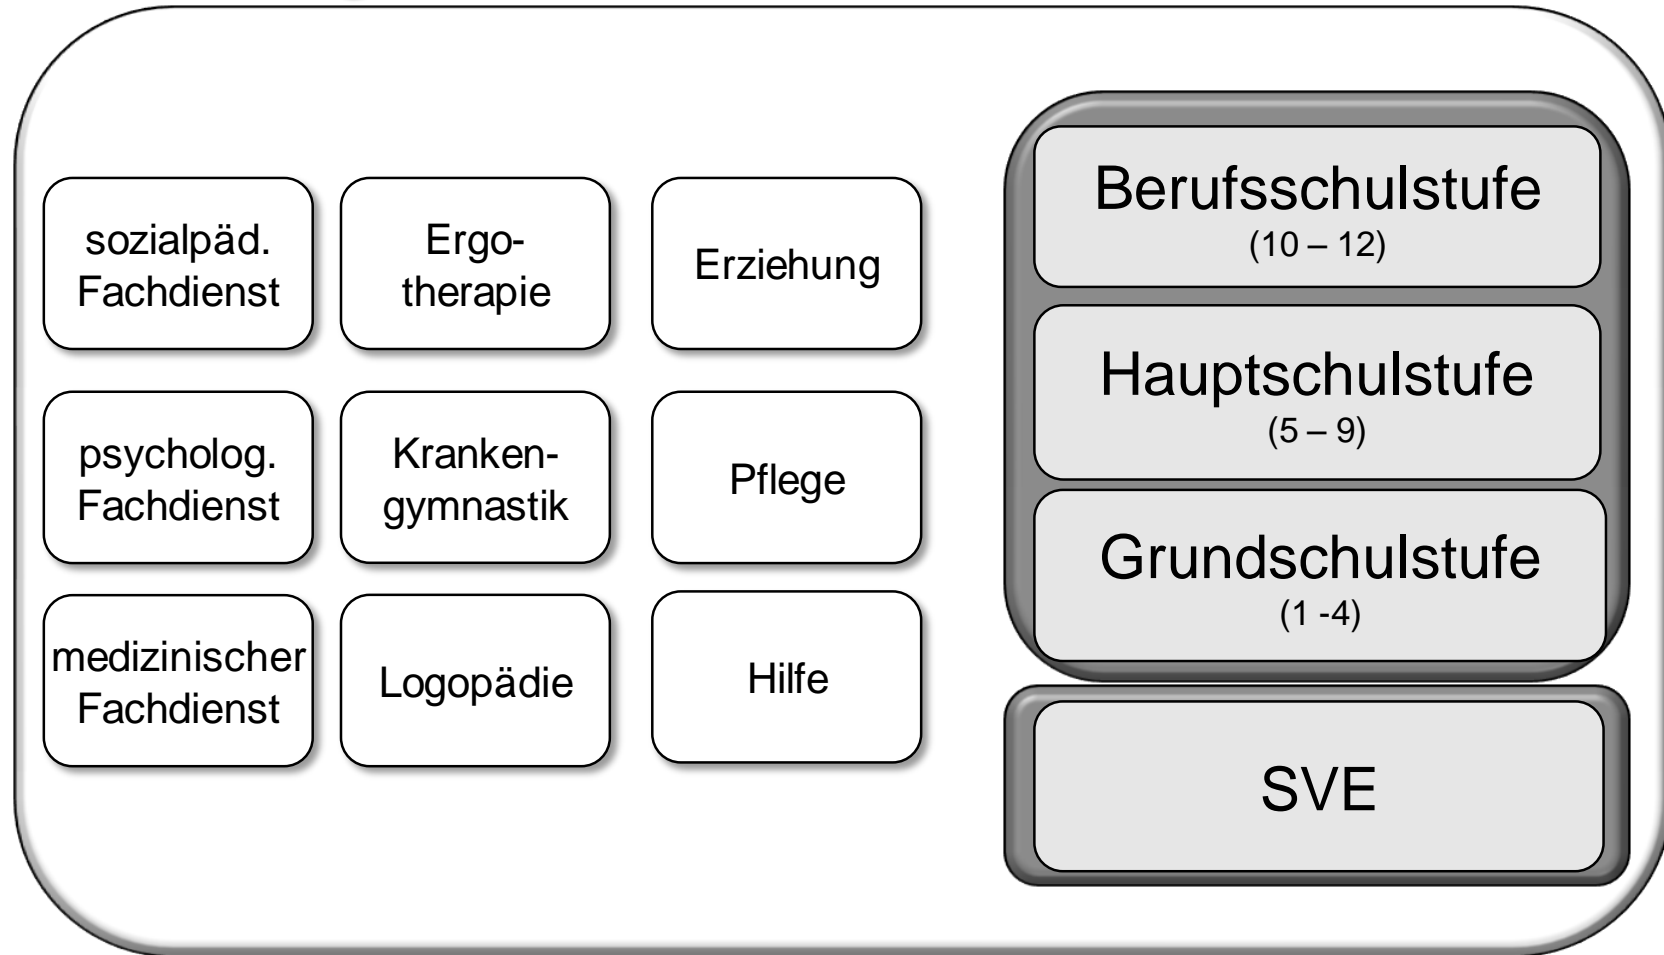 sozialpäd.
Fachdienst
Ergo-
therapie
Erziehung
psycholog.
Fachdienst
Kranken-
gymnastik
Pflege
medizinischer
Fachdienst
Logopädie
Hilfe
Berufsschulstufe
(10 – 12)
Hauptschulstufe
(5 – 9)
Grundschulstufe
(1 -4)
SVE